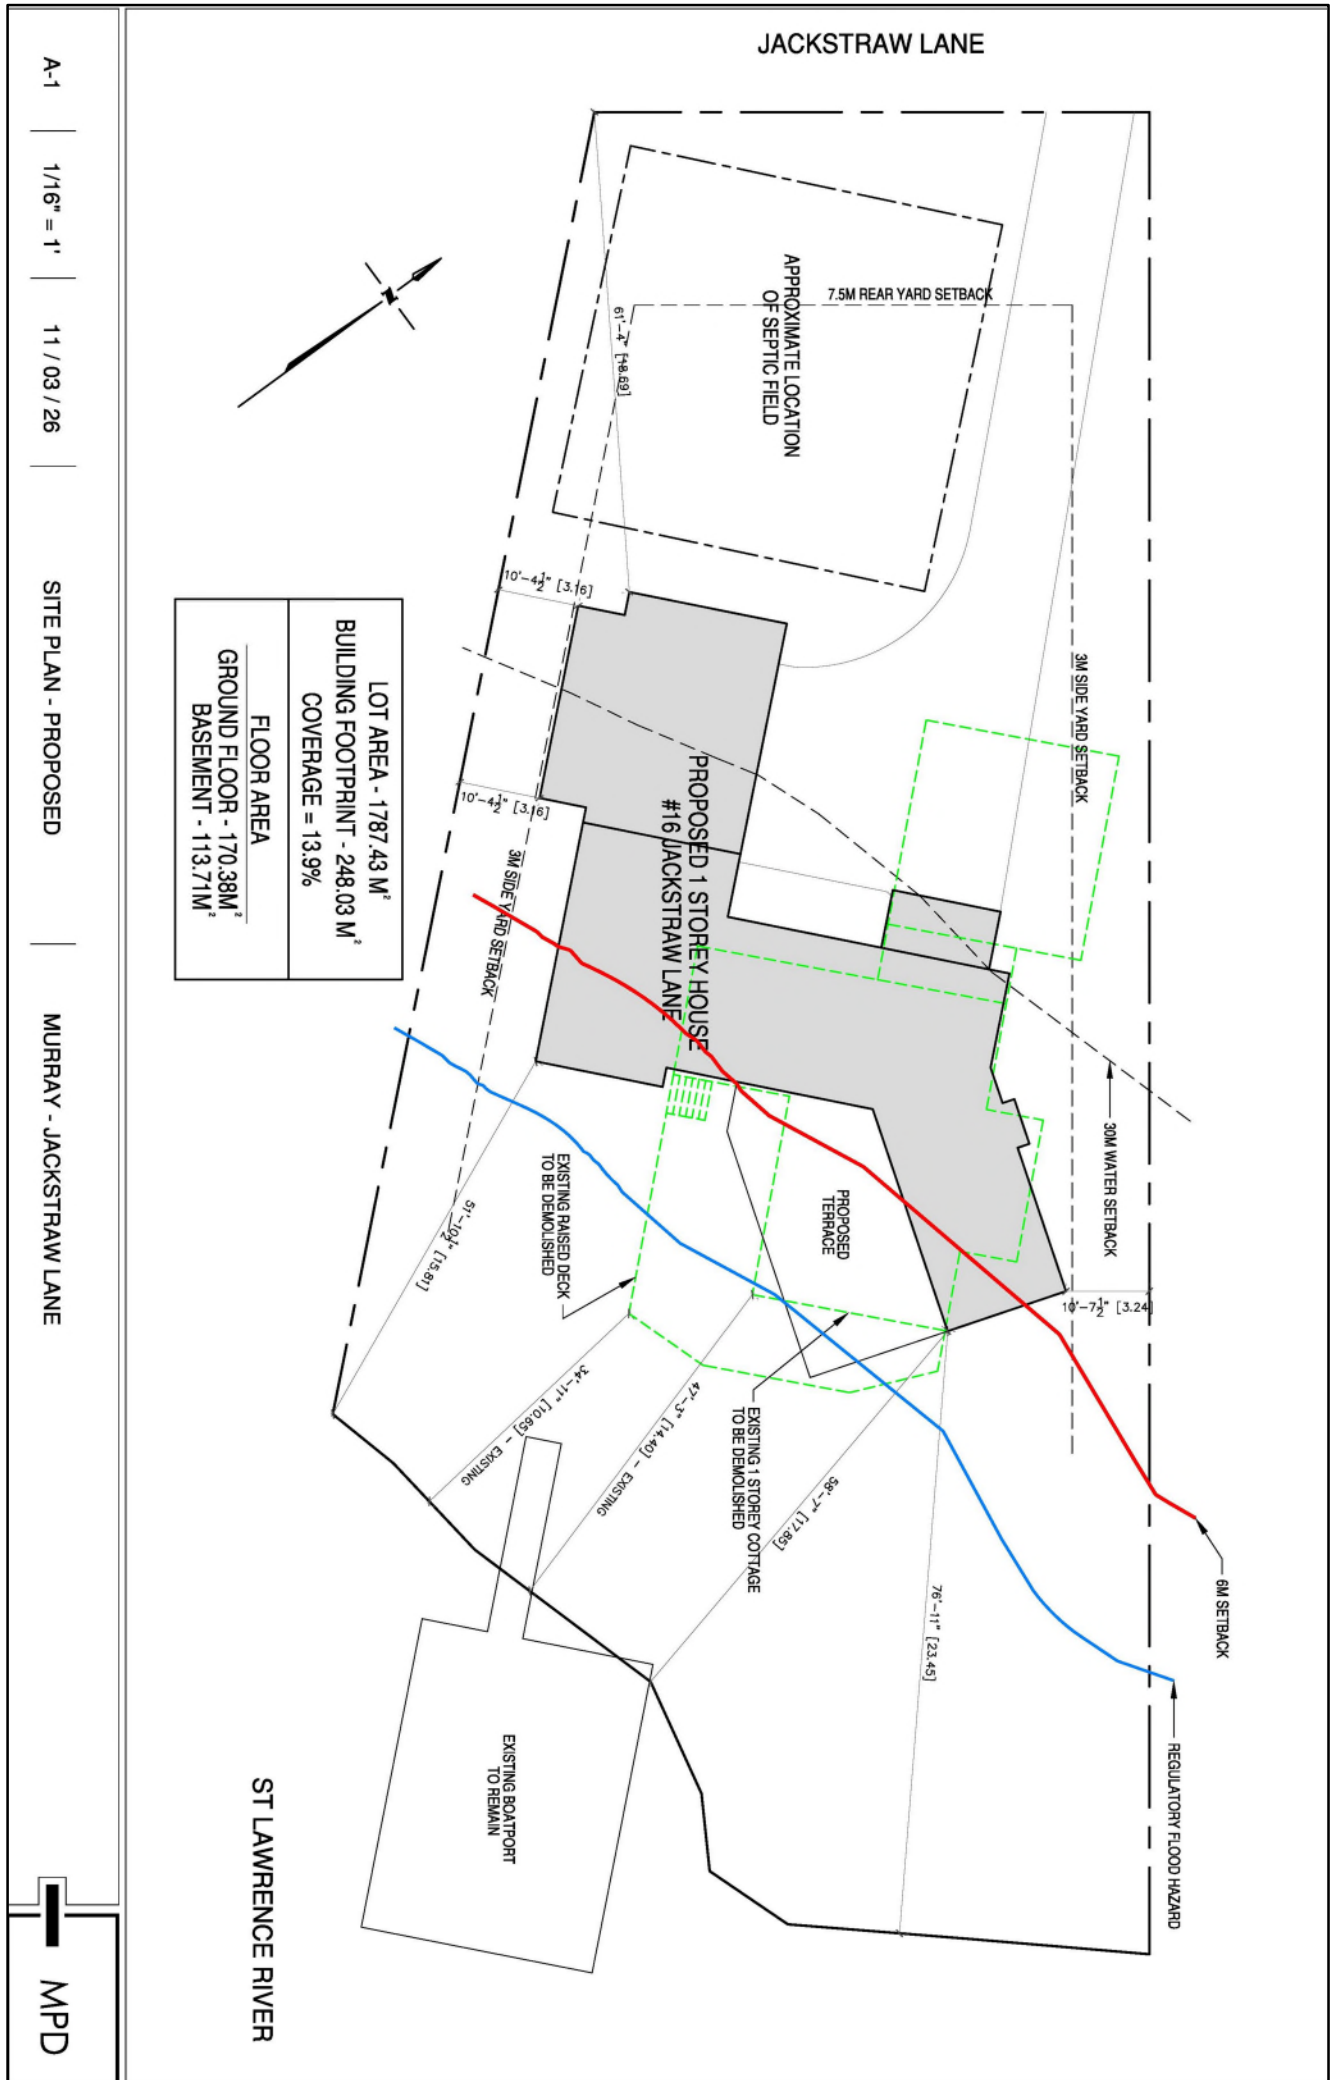 JACKSTRAW LANE
APPROXIMATE LOCATION
OF SEPTIC FIELD
7.5M REAR YARD SETBACK
61'-4" [18.69]
N
10'-4½" [3.16]
3M SIDE YARD SETBACK
PROPOSED 1 STOREY HOUSE
#16 JACKSTRAW LANE
10'-4½" [3.16]
3M SIDE YARD SETBACK
30M WATER SETBACK
PROPOSED
TERRACE
10'-7½" [3.24]
EXISTING RAISED DECK
TO BE DEMOLISHED
51'-10½" [15.81]
34'-11" [10.65] - EXISTING
47'-3" [14.40] - EXISTING
EXISTING 1 STOREY COTTAGE
TO BE DEMOLISHED
58'-7" [17.85]
76'-11" [23.45]
6M SETBACK
REGULATORY FLOOD HAZARD
EXISTING BOATPORT
TO REMAIN
ST LAWRENCE RIVER
LOT AREA - 1787.43 M²
BUILDING FOOTPRINT - 248.03 M²
COVERAGE = 13.9%
FLOOR AREA
GROUND FLOOR - 170.38M²
BASEMENT - 113.71M²
A-1
1/16" = 1'
11 / 03 / 26
SITE PLAN - PROPOSED
MURRAY - JACKSTRAW LANE
MPD